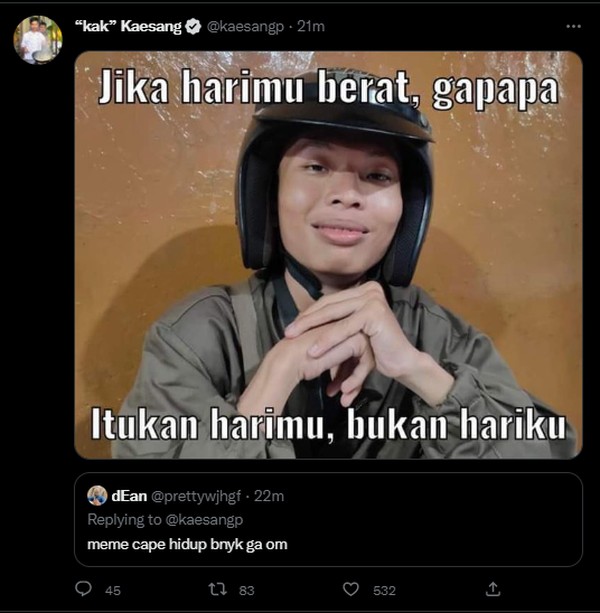 “kak” Kaesang @kaesangp · 21m
Jika harimu berat, gapapa
Itukan harimu, bukan hariku
dEan @prettywjhgf · 22m
Replying to @kaesangp
meme cape hidup bnyk ga om
45 83 532